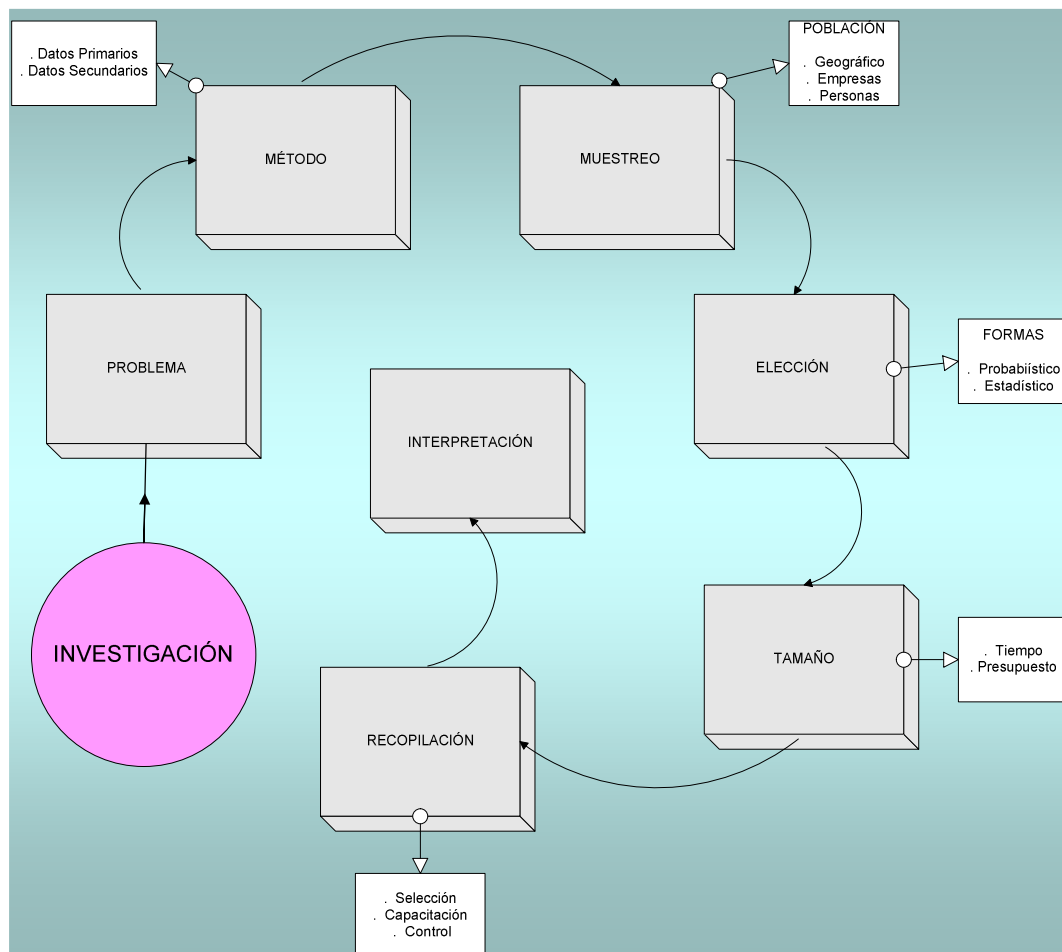 . Datos Primarios
. Datos Secundarios
POBLACIÓN
. Geográfico
. Empresas
. Personas
MÉTODO
MUESTREO
PROBLEMA
ELECCIÓN
FORMAS
. Probabiístico
. Estadístico
INTERPRETACIÓN
INVESTIGACIÓN
TAMAÑO
. Tiempo
. Presupuesto
RECOPILACIÓN
. Selección
. Capacitación
. Control